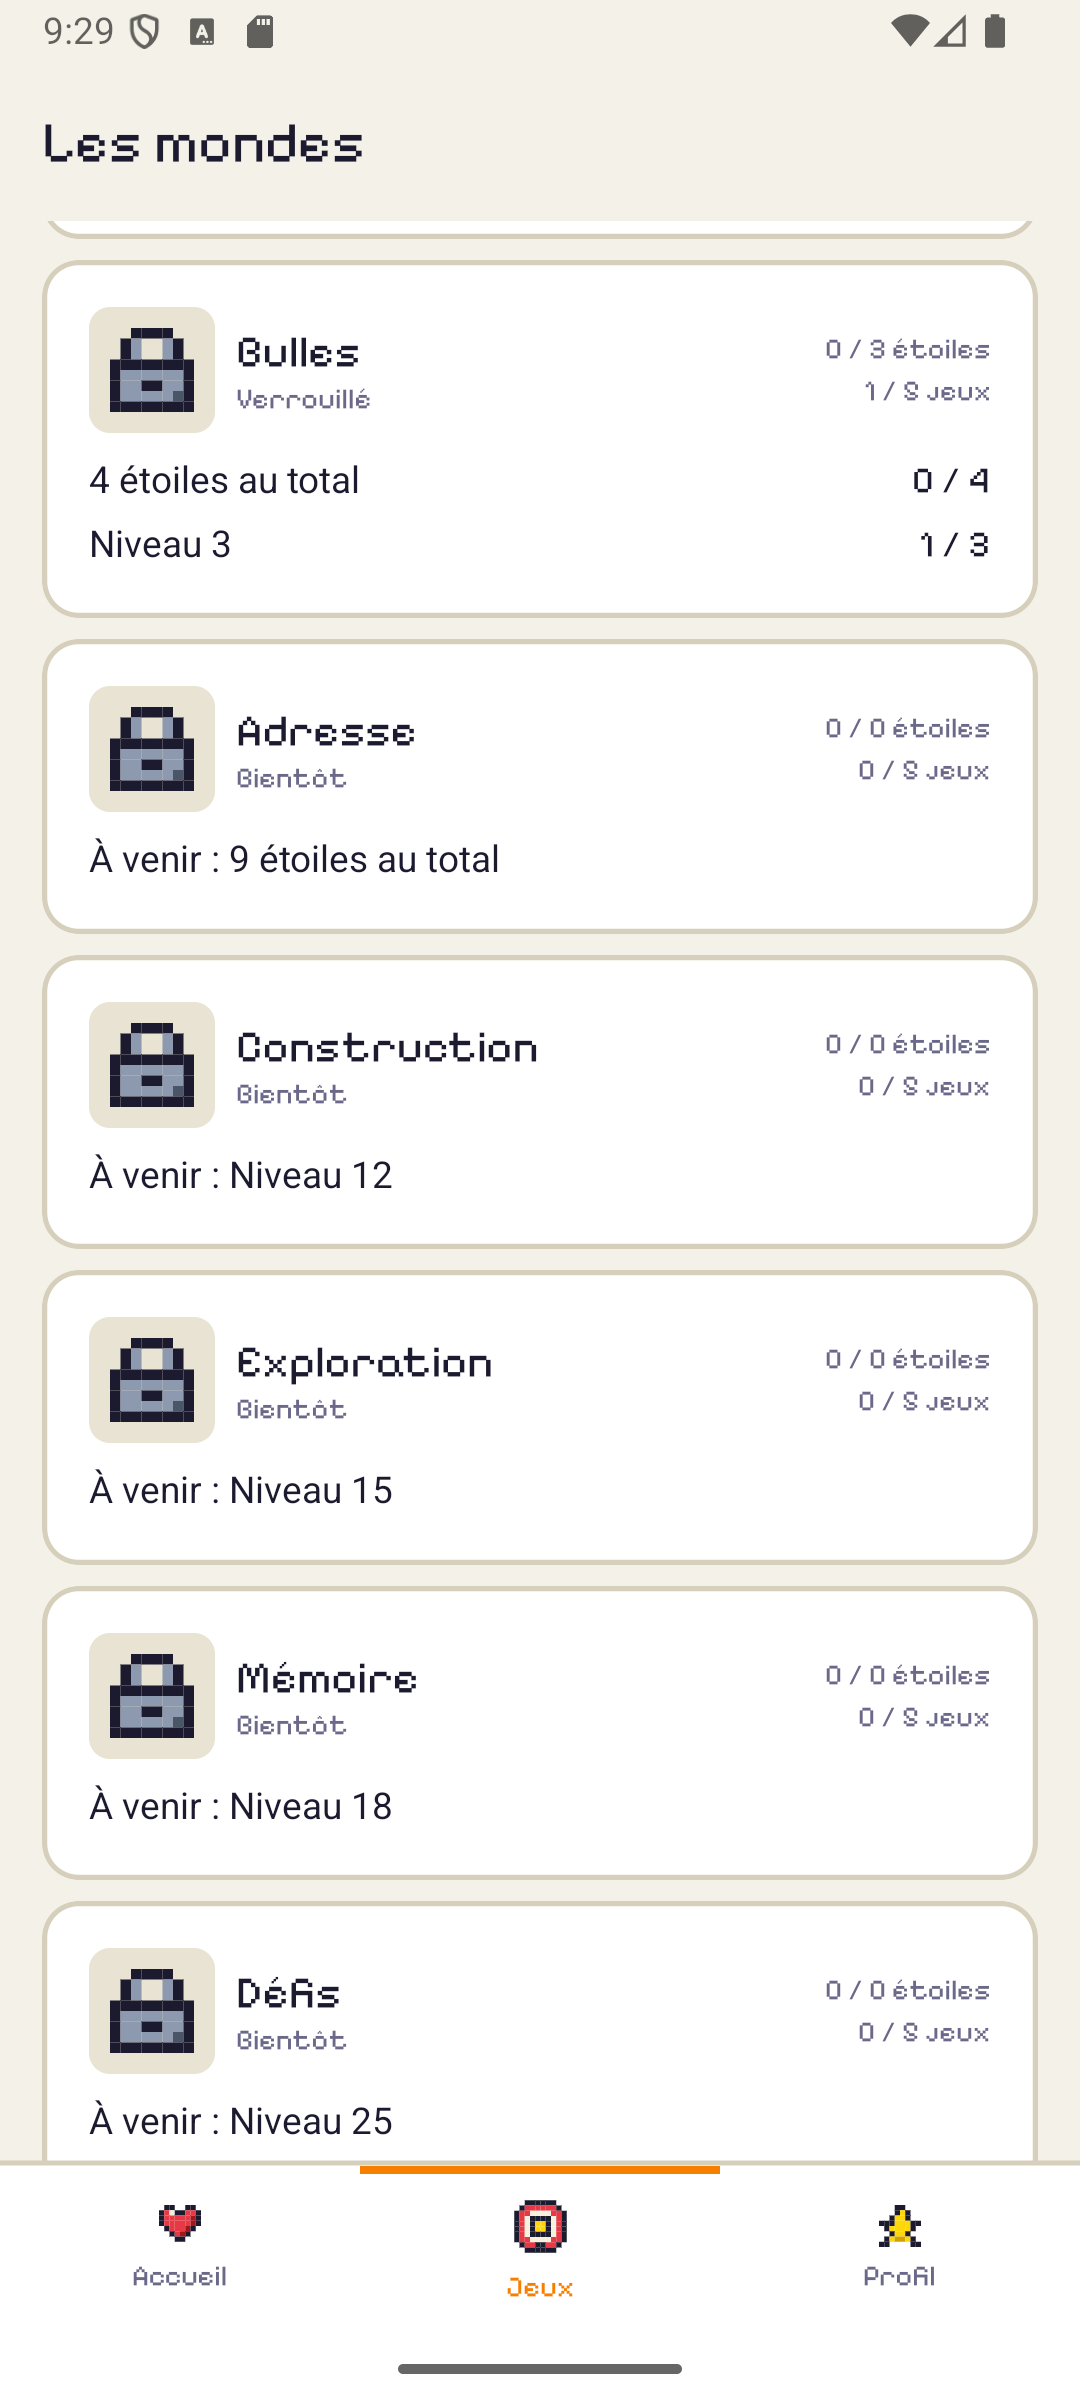 9:29
Les mondes
Bulles
Verrouillé
0 / 3 étoiles
1 / 8 jeux
4 étoiles au total
0 / 4
Niveau 3
1 / 3
Adresse
Bientôt
0 / 0 étoiles
0 / 8 jeux
À venir : 9 étoiles au total
Construction
Bientôt
0 / 0 étoiles
0 / 8 jeux
À venir : Niveau 12
Exploration
Bientôt
0 / 0 étoiles
0 / 8 jeux
À venir : Niveau 15
Mémoire
Bientôt
0 / 0 étoiles
0 / 8 jeux
À venir : Niveau 18
Défis
Bientôt
0 / 0 étoiles
0 / 8 jeux
À venir : Niveau 25
Accueil
Jeux
Profil